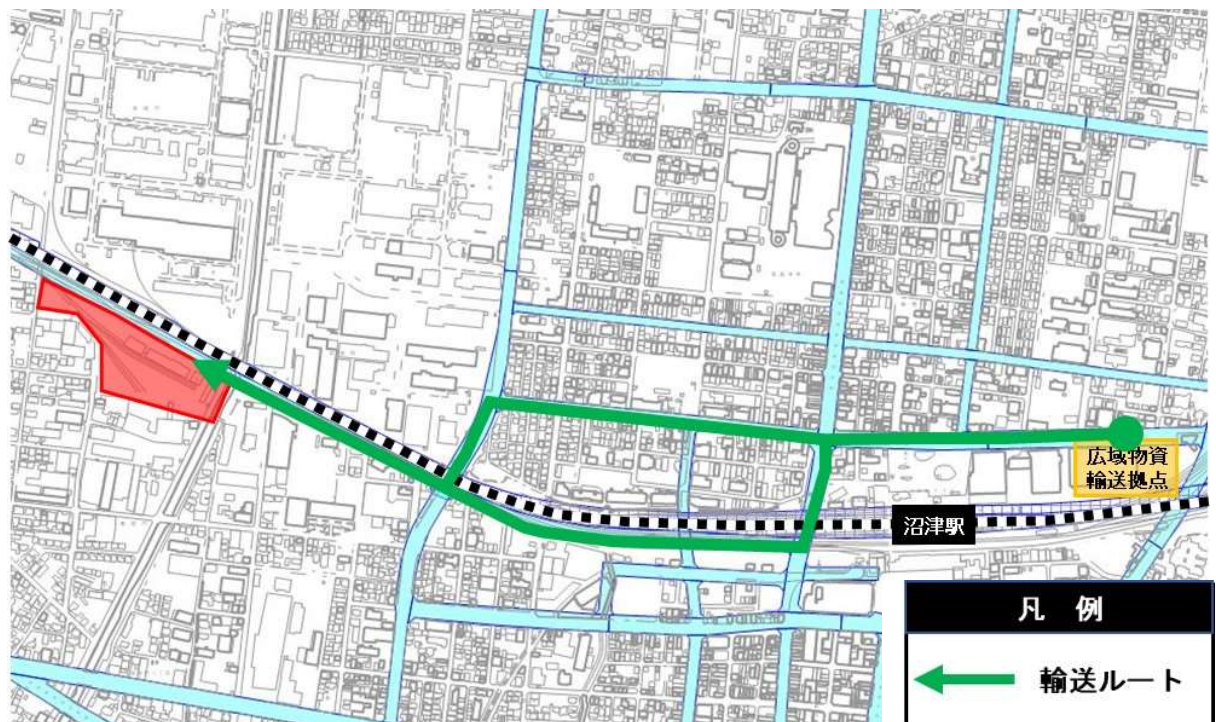 広域物資
輸送拠点
沼津駅
凡 例
輸送ルート